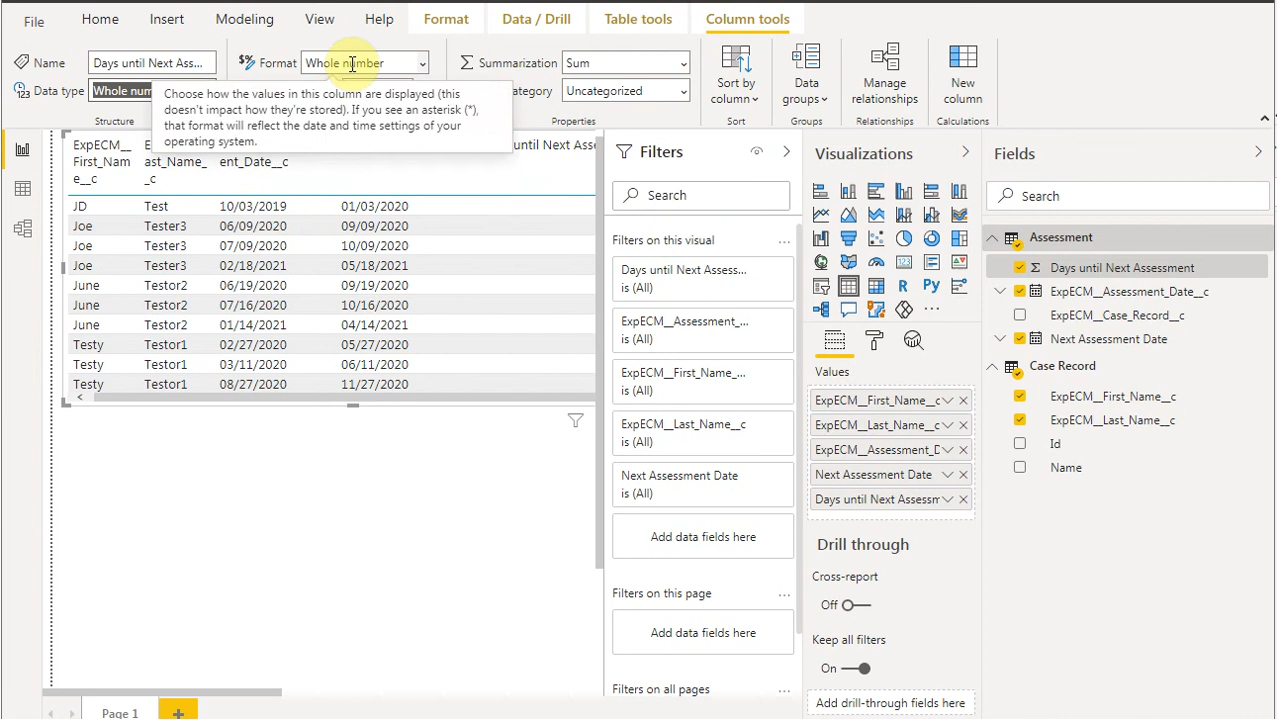 File Home Insert Modeling View Help Format Data / Drill Table tools Column tools
Name Days until Next Ass... Format Whole number Summarization Sum
Data type Whole num ategory Uncategorized
Sort by column Data groups Manage relationships New column
Structure Properties Sort Groups Relationships Calculations
Choose how the values in this column are displayed (this
doesn't impact how they're stored). If you see an asterisk (*),
that format will reflect the date and time settings of your
operating system.
ExpECM__
First_Nam
e__c
ast_Name_
_c
ent_Date__c
until Next Asses
JD Test 10/03/2019 01/03/2020
Joe Tester3 06/09/2020 09/09/2020
Joe Tester3 07/09/2020 10/09/2020
Joe Tester3 02/18/2021 05/18/2021
June Testor2 06/19/2020 09/19/2020
June Testor2 07/16/2020 10/16/2020
June Testor2 01/14/2021 04/14/2021
Testy Testor1 02/27/2020 05/27/2020
Testy Testor1 03/11/2020 06/11/2020
Testy Testor1 08/27/2020 11/27/2020
Page 1
Filters
Search
Filters on this visual ...
Days until Next Assess...
is (All)
ExpECM__Assessment_...
is (All)
ExpECM__First_Name_...
is (All)
ExpECM__Last_Name__c
is (All)
Next Assessment Date
is (All)
Add data fields here
Filters on this page ...
Add data fields here
Filters on all pages ...
Visualizations
R Py
...
Values
ExpECM__First_Name__c
ExpECM__Last_Name__c
ExpECM__Assessment_D
Next Assessment Date
Days until Next Assessm
Drill through
Cross-report
Off
Keep all filters
On
Add drill-through fields here
Fields
Search
Assessment
Days until Next Assessment
ExpECM__Assessment_Date__c
ExpECM__Case_Record__c
Next Assessment Date
Case Record
ExpECM__First_Name__c
ExpECM__Last_Name__c
Id
Name